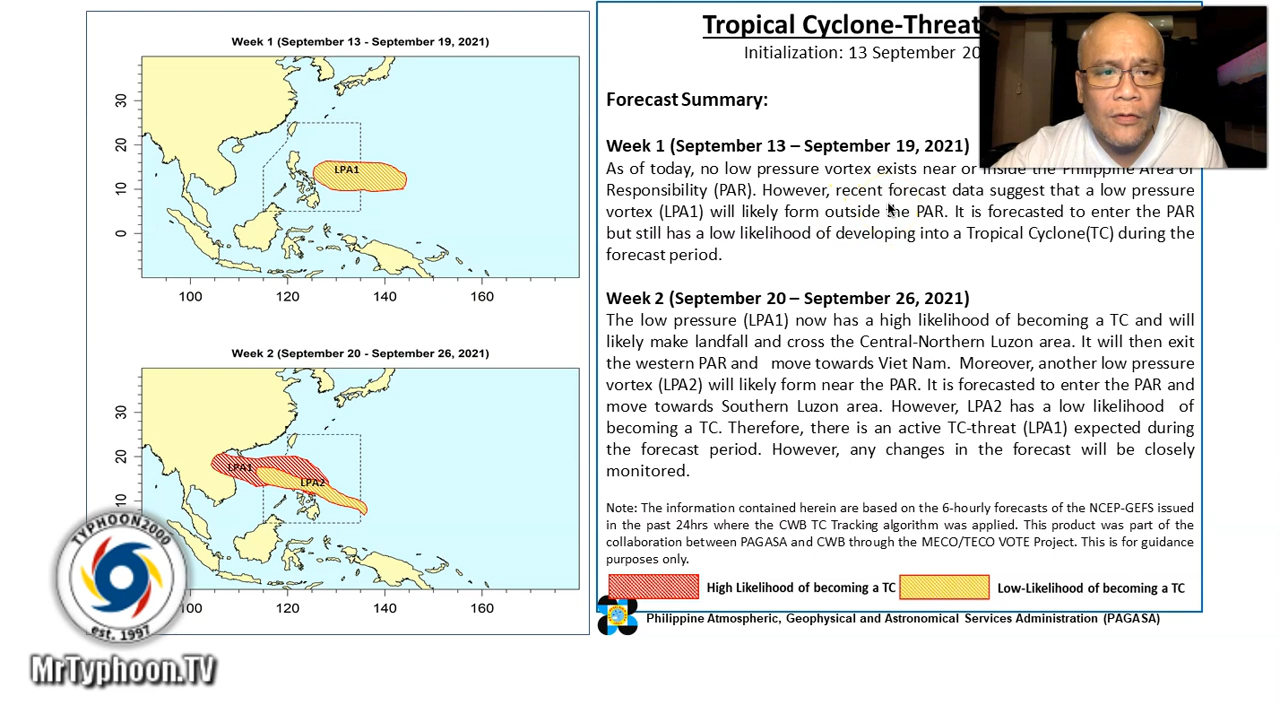 Week 1 (September 13 - September 19, 2021)
30
20
10
0
LPA1
100
120
140
160
Week 2 (September 20 - September 26, 2021)
30
20
10
LPA1
LPA2
100
120
140
160
TYPHOON2000
est. 1997
MrTyphoon.TV
Tropical Cyclone-Threat
Initialization: 13 September 20
Forecast Summary:
Week 1 (September 13 – September 19, 2021)
As of today, no low pressure vortex exists near or inside the Philippine Area of
Responsibility (PAR). However, recent forecast data suggest that a low pressure
vortex (LPA1) will likely form outside the PAR. It is forecasted to enter the PAR
but still has a low likelihood of developing into a Tropical Cyclone(TC) during the
forecast period.
Week 2 (September 20 – September 26, 2021)
The low pressure (LPA1) now has a high likelihood of becoming a TC and will
likely make landfall and cross the Central-Northern Luzon area. It will then exit
the western PAR and move towards Viet Nam. Moreover, another low pressure
vortex (LPA2) will likely form near the PAR. It is forecasted to enter the PAR and
move towards Southern Luzon area. However, LPA2 has a low likelihood of
becoming a TC. Therefore, there is an active TC-threat (LPA1) expected during
the forecast period. However, any changes in the forecast will be closely
monitored.
Note: The information contained herein are based on the 6-hourly forecasts of the NCEP-GEFS issued
in the past 24hrs where the CWB TC Tracking algorithm was applied. This product was part of the
collaboration between PAGASA and CWB through the MECO/TECO VOTE Project. This is for guidance
purposes only.
High Likelihood of becoming a TC
Low-Likelihood of becoming a TC
Philippine Atmospheric, Geophysical and Astronomical Services Administration (PAGASA)